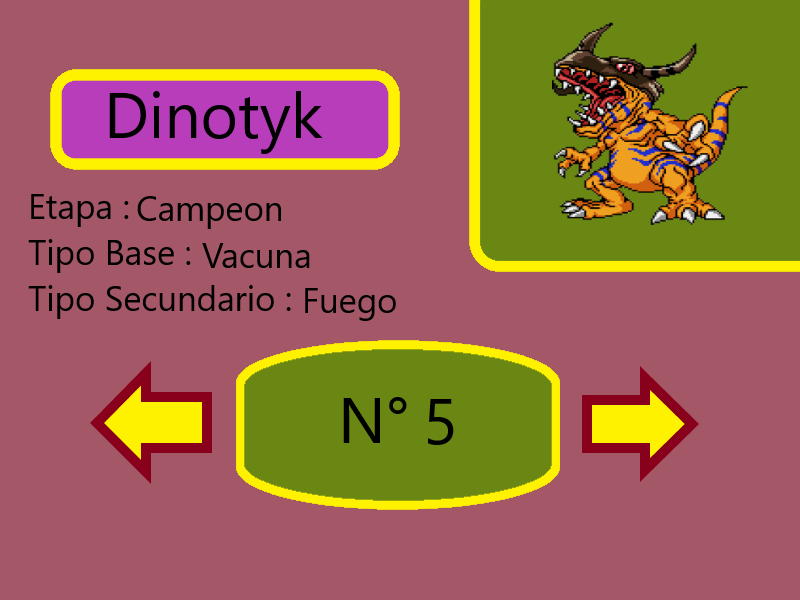 Dinotyk
Etapa : Campeon
Tipo Base : Vacuna
Tipo Secundario : Fuego
N° 5